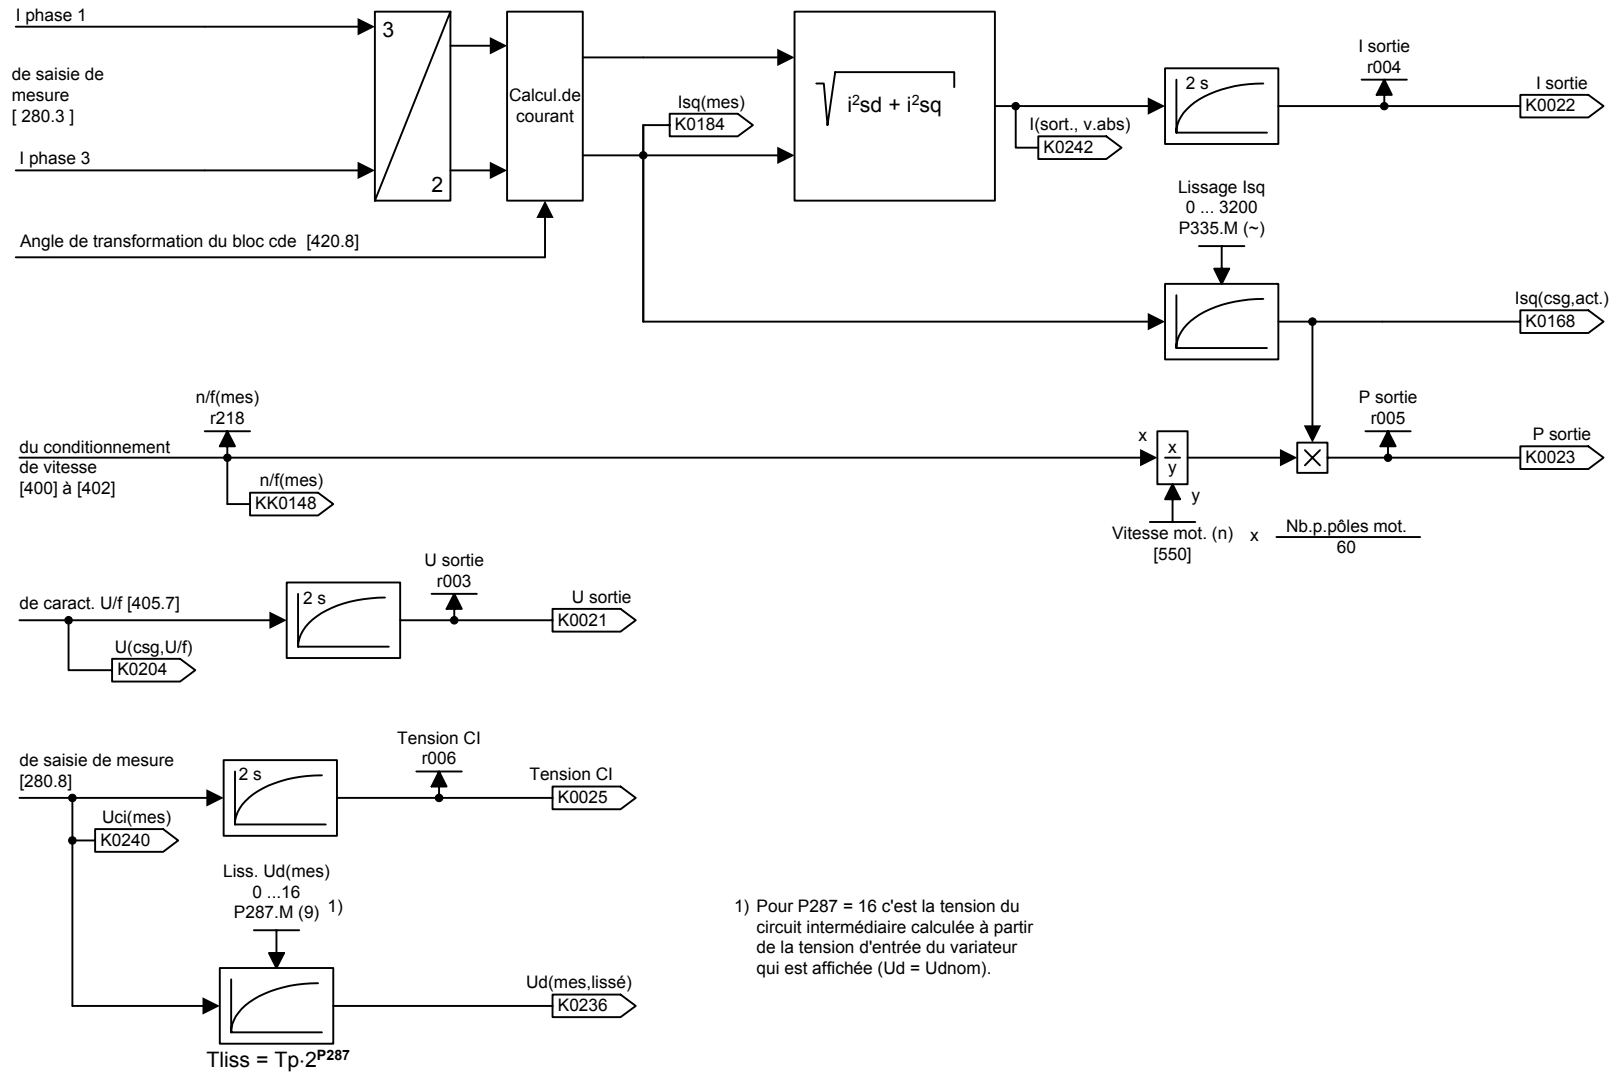 I phase 1
de saisie de
mesure
[ 280.3 ]
I phase 3
3
2
Calcul.de
courant
Angle de transformation du bloc cde [420.8]
Isq(mes)
K0184
√ i²sd + i²sq
I(sort., v.abs)
K0242
2 s
I sortie
r004
I sortie
K0022
Lissage Isq
0 ... 3200
P335.M (~)
Isq(csg,act.)
K0168
n/f(mes)
r218
du conditionnement
de vitesse
[400] à [402]
n/f(mes)
KK0148
x
x
y
y
Vitesse mot. (n) x Nb.p.pôles mot.
60
[550]
P sortie
r005
P sortie
K0023
de caract. U/f [405.7]
U(csg,U/f)
K0204
2 s
U sortie
r003
U sortie
K0021
de saisie de mesure
[280.8]
Uci(mes)
K0240
2 s
Tension CI
r006
Tension CI
K0025
Liss. Ud(mes)
0 ...16
P287.M (9) 1)
Ud(mes,lissé)
K0236
Tliss = Tp·2^P287
1) Pour P287 = 16 c'est la tension du
circuit intermédiaire calculée à partir
de la tension d'entrée du variateur
qui est affichée (Ud = Udnom).